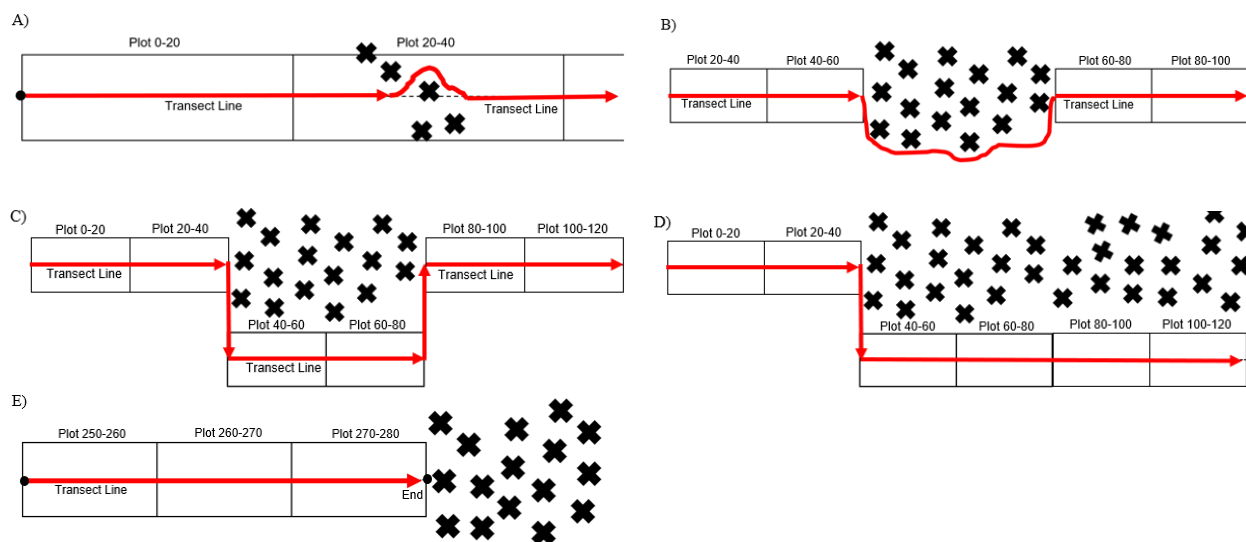 A)
Plot 0-20
Plot 20-40
Transect Line
Transect Line
B)
Plot 20-40
Plot 40-60
Plot 60-80
Plot 80-100
Transect Line
Transect Line
C)
Plot 0-20
Plot 20-40
Plot 80-100
Plot 100-120
Transect Line
Transect Line
Plot 40-60
Plot 60-80
Transect Line
D)
Plot 0-20
Plot 20-40
Transect Line
Plot 40-60
Plot 60-80
Plot 80-100
Plot 100-120
E)
Plot 250-260
Plot 260-270
Plot 270-280
Transect Line
End